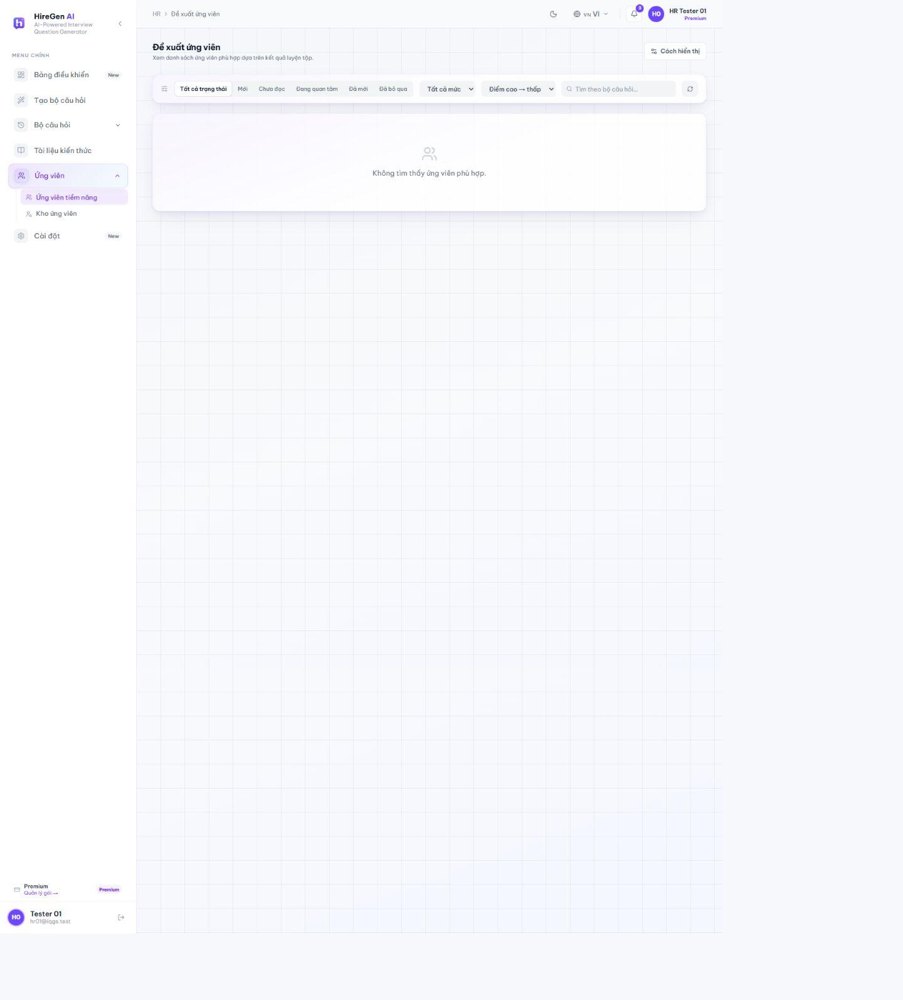 HireGen AI
AI-Powered Interview
Question Generator
MENU CHÍNH
Bảng điều khiển
New
Tạo bộ câu hỏi
Bộ câu hỏi
Tài liệu kiến thức
Ứng viên
Ứng viên tiềm năng
Kho ứng viên
Cài đặt
New
Premium
Quản lý gói →
Premium
H0
Tester 01
hr01@iqgs.test
HR > Đề xuất ứng viên
VN VI
3
H0
HR Tester 01
Premium
Đề xuất ứng viên
Xem danh sách ứng viên phù hợp dựa trên kết quả luyện tập.
Cách hiển thị
Tất cả trạng thái
Mới
Chưa đọc
Đang quan tâm
Đã mời
Đã bỏ qua
Tất cả mức
Điểm cao → thấp
Tìm theo bộ câu hỏi...
Không tìm thấy ứng viên phù hợp.